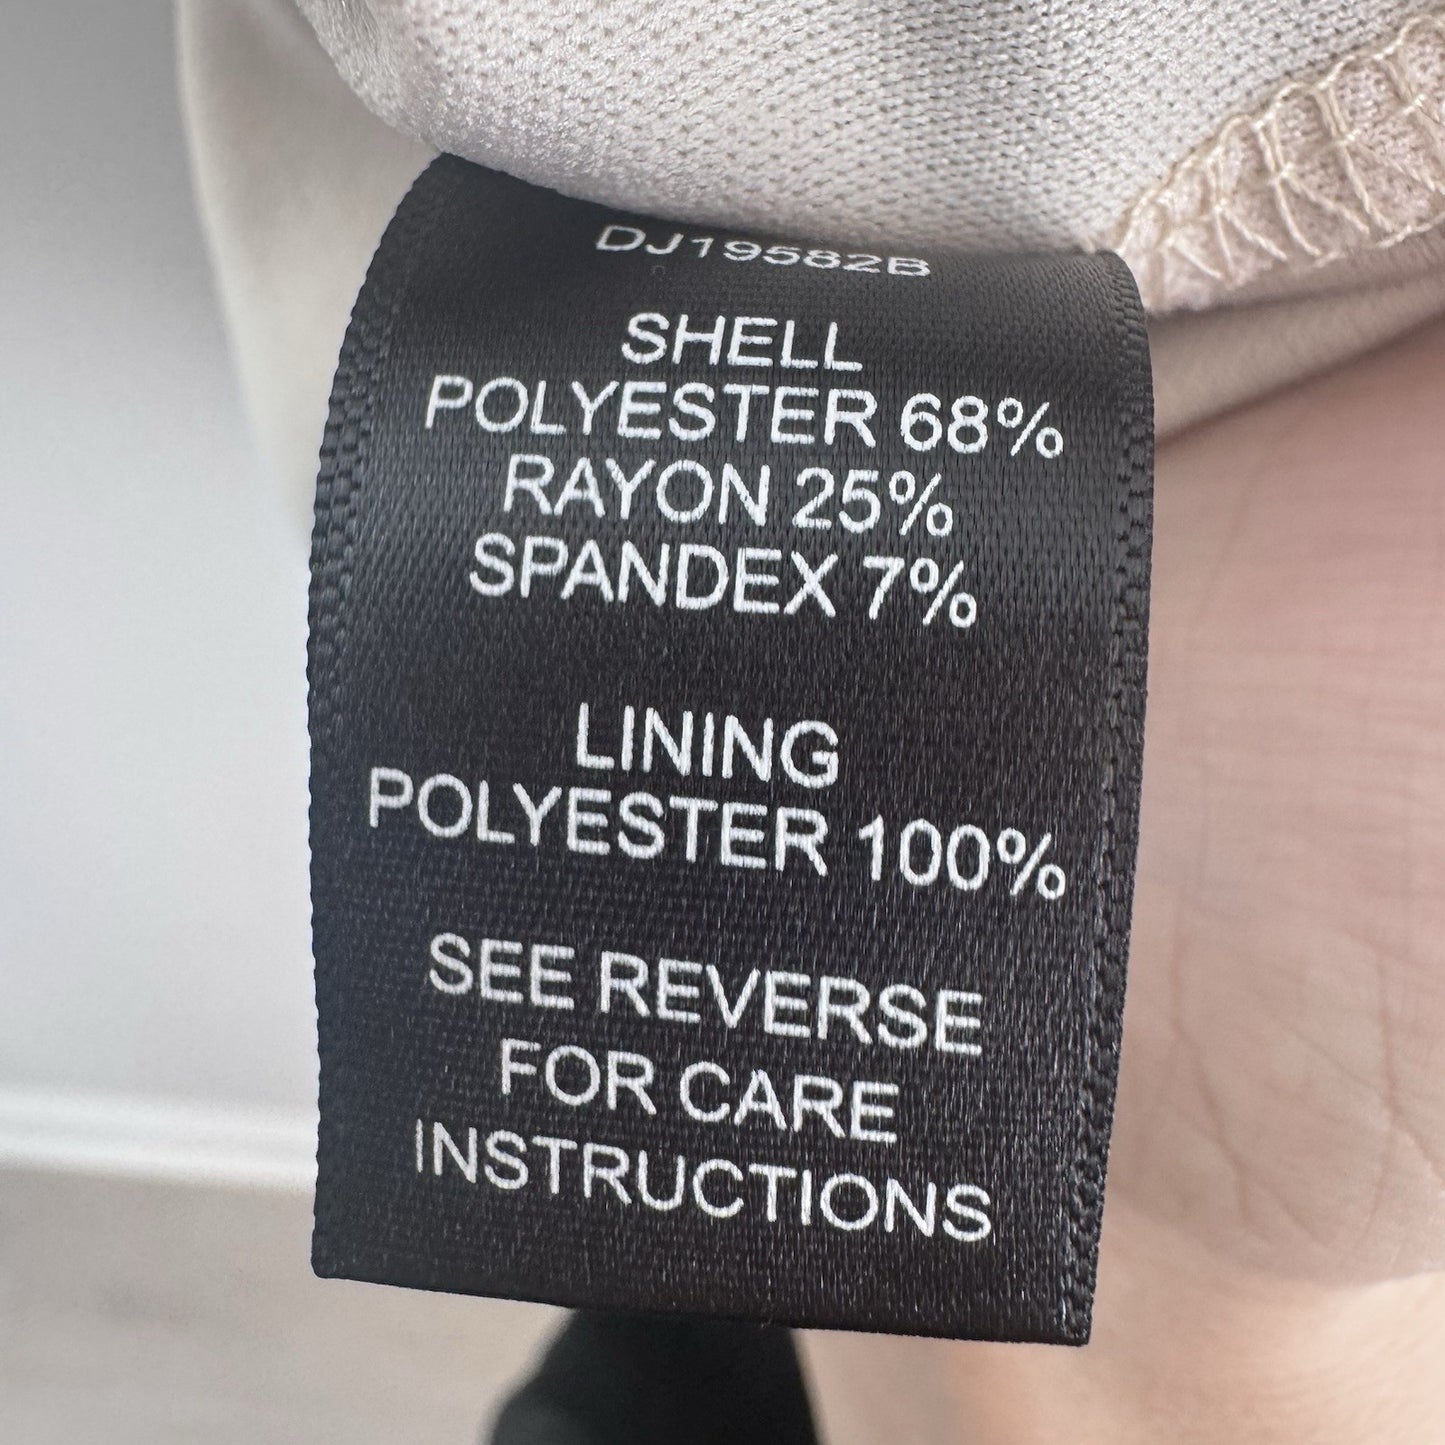 DJ19582B
SHELL
POLYESTER 68%
RAYON 25%
SPANDEX 7%
LINING
POLYESTER 100%
SEE REVERSE
FOR CARE
INSTRUCTIONS